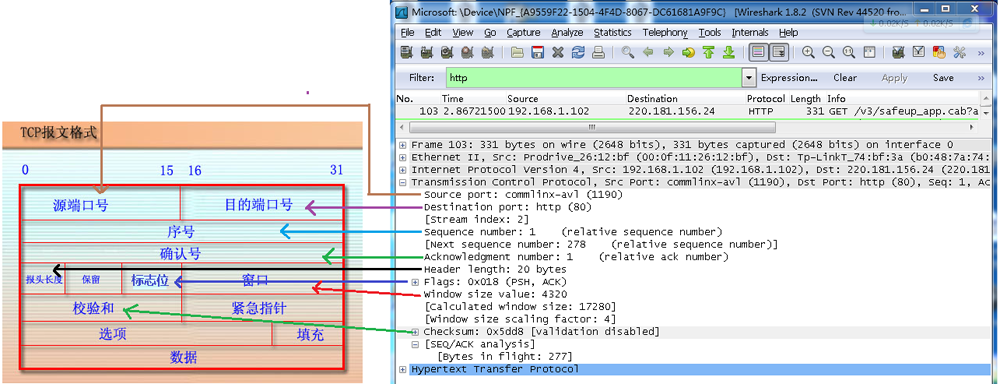 TCP报文格式
0 15 16 31
源端口号 目的端口号
序号
确认号
报头长度 保留 标志位 窗口
校验和 紧急指针
选项 填充
数据
Microsoft: \Device\NPF_{A9559F22-1504-4F4D-8067-DC61681A9F9C} [Wireshark 1.8.2 (SVN Rev 44520 fro...
File Edit View Go Capture Analyze Statistics Telephony Tools Internals Help
Filter: http Expression... Clear Apply Save
No. Time Source Destination Protocol Length Info
103 2.86721500 192.168.1.102 220.181.156.24 HTTP 331 GET /v3/safeup_app.cab?a
Frame 103: 331 bytes on wire (2648 bits), 331 bytes captured (2648 bits) on interface 0
Ethernet II, Src: Prodrive_26:12:bf (00:0f:11:26:12:bf), Dst: Tp-LinkT_74:bf:3a (b0:48:7a:74:
Internet Protocol Version 4, Src: 192.168.1.102 (192.168.1.102), Dst: 220.181.156.24 (220.181
Transmission Control Protocol, Src Port: commlinx-avl (1190), Dst Port: http (80), Seq: 1, Ac
Source port: commlinx-avl (1190)
Destination port: http (80)
[Stream index: 2]
Sequence number: 1 (relative sequence number)
[Next sequence number: 278 (relative sequence number)]
Acknowledgment number: 1 (relative ack number)
Header length: 20 bytes
Flags: 0x018 (PSH, ACK)
Window size value: 4320
[Calculated window size: 17280]
[Window size scaling factor: 4]
Checksum: 0x5dd8 [validation disabled]
[SEQ/ACK analysis]
[Bytes in flight: 277]
Hypertext Transfer Protocol